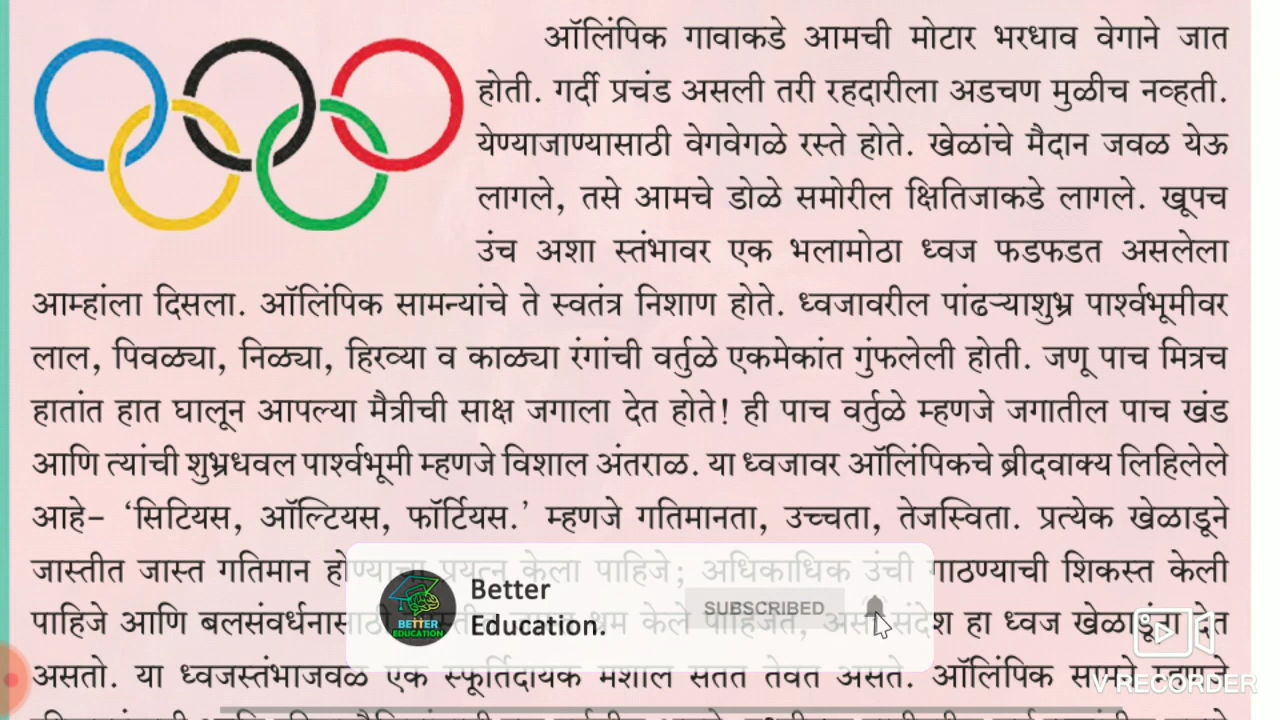 ऑलिंपिक गावाकडे आमची मोटार भरधाव वेगाने जात
होती. गर्दी प्रचंड असली तरी रहदारीला अडचण मुळीच नव्हती.
येण्याजाण्यासाठी वेगवेगळे रस्ते होते. खेळांचे मैदान जवळ येऊ
लागले, तसे आमचे डोळे समोरील क्षितिजाकडे लागले. खूपच
उंच अशा स्तंभावर एक भलामोठा ध्वज फडफडत असलेला
आम्हांला दिसला. ऑलिंपिक सामन्यांचे ते स्वतंत्र निशाण होते. ध्वजावरील पांढऱ्याशुभ्र पार्श्वभूमीवर
लाल, पिवळ्या, निळ्या, हिरव्या व काळ्या रंगांची वर्तुळे एकमेकांत गुंफलेली होती. जणू पाच मित्रच
हातांत हात घालून आपल्या मैत्रीची साक्ष जगाला देत होते! ही पाच वर्तुळे म्हणजे जगातील पाच खंड
आणि त्यांची शुभ्रधवल पार्श्वभूमी म्हणजे विशाल अंतराळ. या ध्वजावर ऑलिंपिकचे ब्रीदवाक्य लिहिलेले
आहे– ‘सिटियस, ऑल्टियस, फॉर्टियस.’ म्हणजे गतिमानता, उच्चता, तेजस्विता. प्रत्येक खेळाडूने
जास्तीत जास्त गतिमान होण्याचा प्रयत्न केला पाहिजे; अधिकाधिक उंची गाठण्याची शिकस्त केली
पाहिजे आणि बलसंवर्धनासाठी श्रम केले पाहिजेत, असा संदेश हा ध्वज खेळाडूंना देत
असतो. या ध्वजस्तंभाजवळ एक स्फूर्तिदायक मशाल सतत तेवत असते. ऑलिंपिक सामने म्हणजे
Better
Education.
BETTER
EDUCATION
SUBSCRIBED
V RECORDER